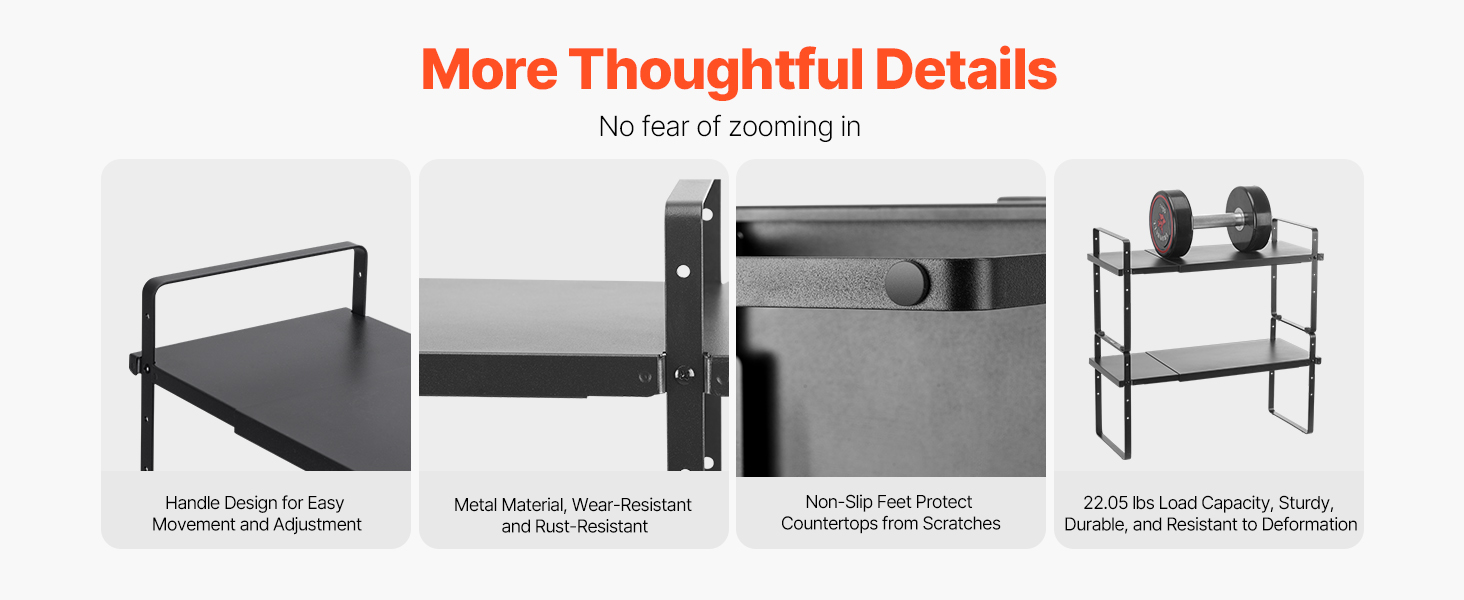 More Thoughtful Details
No fear of zooming in
Handle Design for Easy
Movement and Adjustment
Metal Material, Wear-Resistant
and Rust-Resistant
Non-Slip Feet Protect
Countertops from Scratches
22.05 lbs Load Capacity, Sturdy,
Durable, and Resistant to Deformation